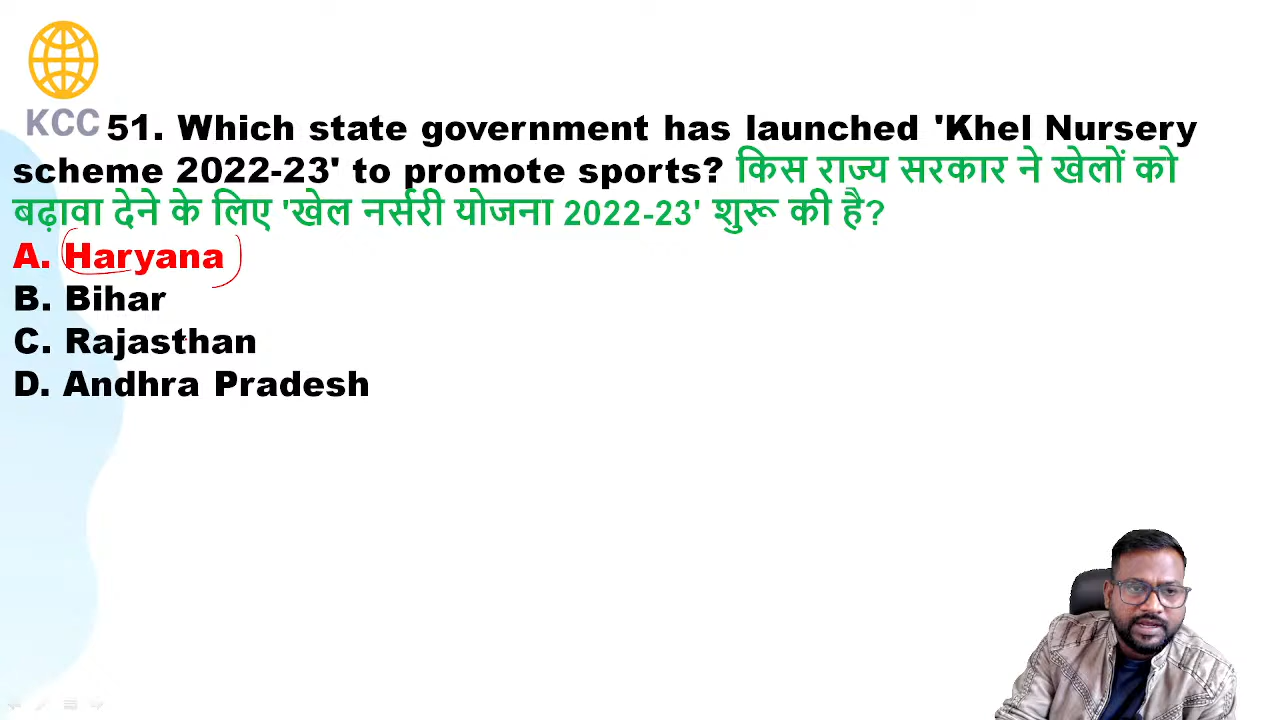 KCC
51. Which state government has launched 'Khel Nursery
scheme 2022-23' to promote sports? किस राज्य सरकार ने खेलों को
बढ़ावा देने के लिए 'खेल नर्सरी योजना 2022-23' शुरू की है?
A. Haryana
B. Bihar
C. Rajasthan
D. Andhra Pradesh